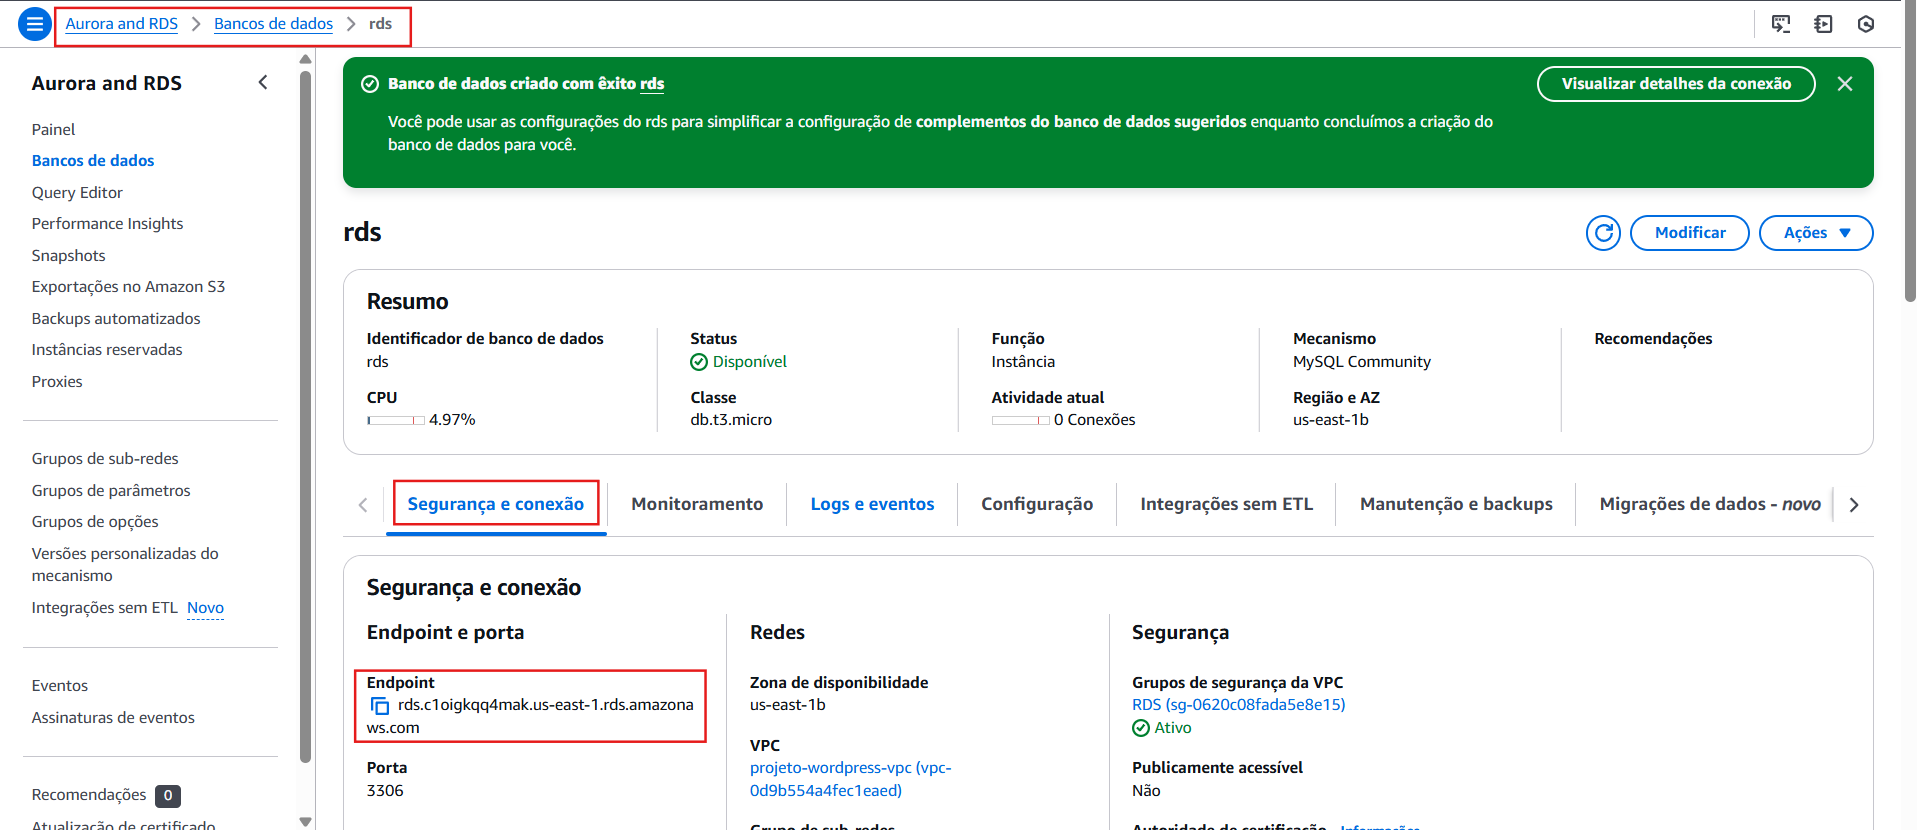 Aurora and RDS > Bancos de dados > rds
Aurora and RDS
Painel
Bancos de dados
Query Editor
Performance Insights
Snapshots
Exportações no Amazon S3
Backups automatizados
Instâncias reservadas
Proxies
Grupos de sub-redes
Grupos de parâmetros
Grupos de opções
Versões personalizadas do
mecanismo
Integrações sem ETL Novo
Eventos
Assinaturas de eventos
Recomendações 0
Atualização de certificado
Banco de dados criado com êxito rds
Visualizar detalhes da conexão
Você pode usar as configurações do rds para simplificar a configuração de complementos do banco de dados sugeridos enquanto concluímos a criação do
banco de dados para você.
rds
Modificar
Ações
Resumo
Identificador de banco de dados
rds
CPU
4.97%
Status
Disponível
Classe
db.t3.micro
Função
Instância
Atividade atual
0 Conexões
Mecanismo
MySQL Community
Região e AZ
us-east-1b
Recomendações
Segurança e conexão
Monitoramento
Logs e eventos
Configuração
Integrações sem ETL
Manutenção e backups
Migrações de dados - novo
Segurança e conexão
Endpoint e porta
Endpoint
rds.c1oigkqq4mak.us-east-1.rds.amazona
ws.com
Porta
3306
Redes
Zona de disponibilidade
us-east-1b
VPC
projeto-wordpress-vpc (vpc-
0d9b554a4fec1eaed)
Grupo de sub-redes
Segurança
Grupos de segurança da VPC
RDS (sg-0620c08fada5e8e15)
Ativo
Publicamente acessível
Não
Autoridade de certificação Informações